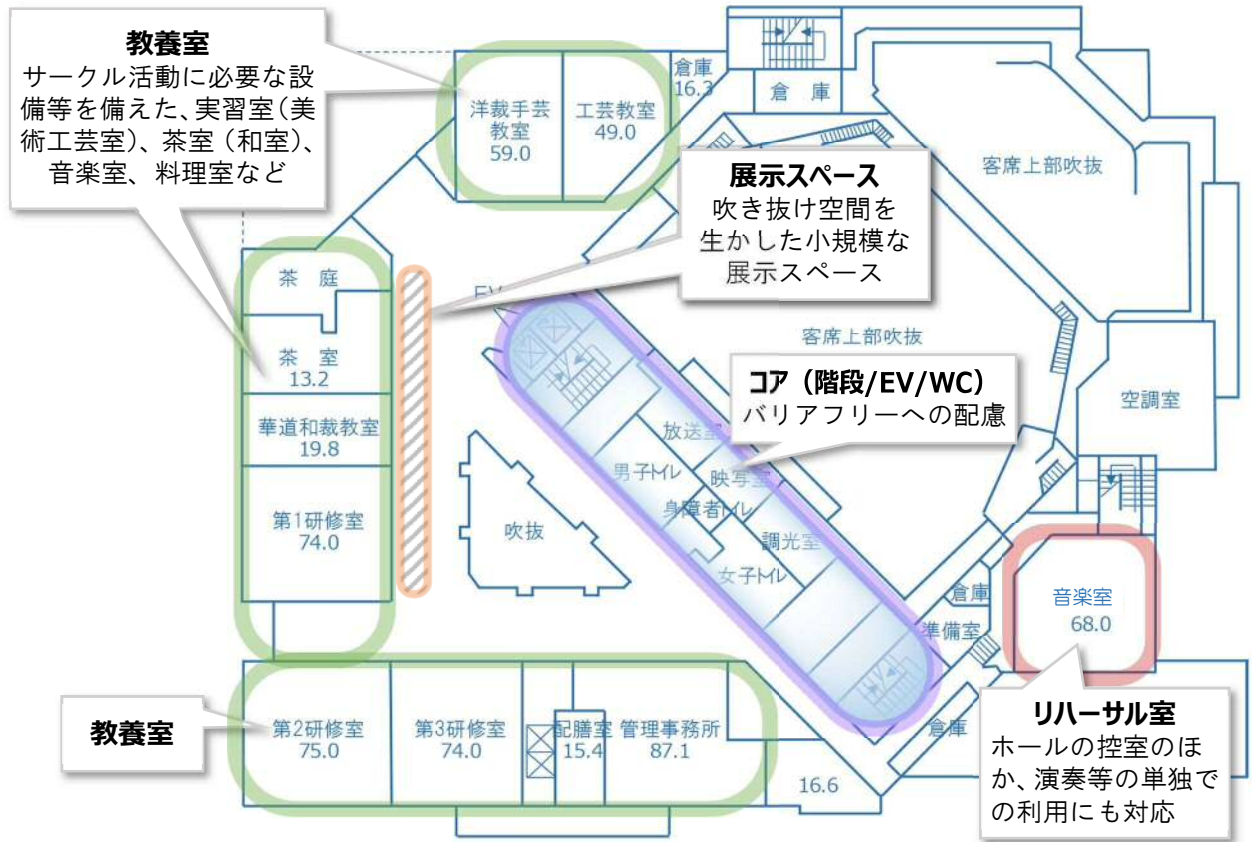 教養室
サークル活動に必要な設
備等を備えた、実習室（美
術工芸室）、茶室（和室）、
音楽室、料理室など
洋裁手芸
教室
59.0
工芸教室
49.0
倉庫
16.3
倉　庫
客席上部吹抜
展示スペース
吹き抜け空間を
生かした小規模な
展示スペース
茶　庭
EV
茶　室
13.2
客席上部吹抜
コア（階段/EV/WC）
バリアフリーへの配慮
空調室
華道和裁教室
19.8
放送室
男子トイレ
映写室
身障者トイレ
調光室
女子トイレ
第1研修室
74.0
吹抜
倉庫
準備室
音楽室
68.0
教養室
第2研修室
75.0
第3研修室
74.0
配膳室
15.4
管理事務所
87.1
16.6
倉庫
リハーサル室
ホールの控室のほ
か、演奏等の単独で
の利用にも対応